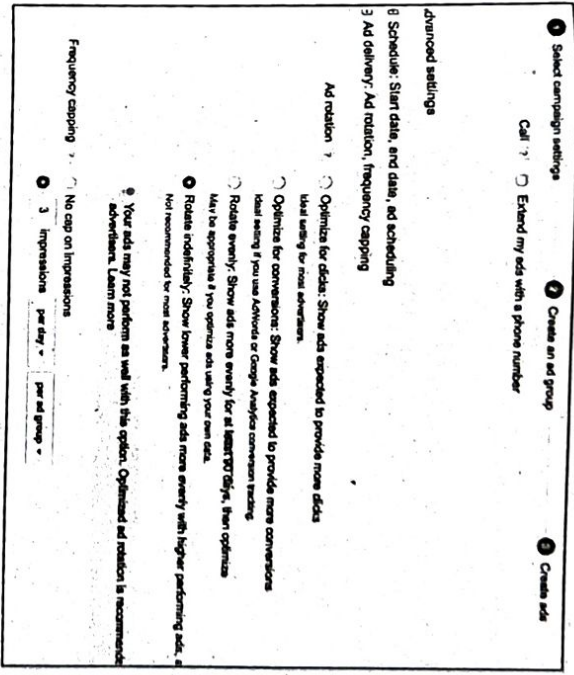 1 Select campaign settings 2 Create an ad group 3 Create ads
Call ? Extend my ads with a phone number
dvanced settings
Schedule: Start date, end date, ad scheduling
Ad delivery: Ad rotation, frequency capping
Ad rotation ? Optimize for clicks: Show ads expected to provide more clicks
Ideal setting for most advertisers.
Optimize for conversions: Show ads expected to provide more conversions
Ideal setting if you use AdWords or Google Analytics conversion tracking.
Rotate evenly: Show ads more evenly for at least 90 days, then optimize
May be appropriate if you optimize ads using your own data.
Rotate indefinitely: Show lower performing ads more evenly with higher performing ads, a
Not recommended for most advertisers.
Your ads may not perform as well with this option. Optimized ad rotation is recommende
advertisers. Learn more
Frequency capping ? No cap on impressions
3 impressions per day per ad group